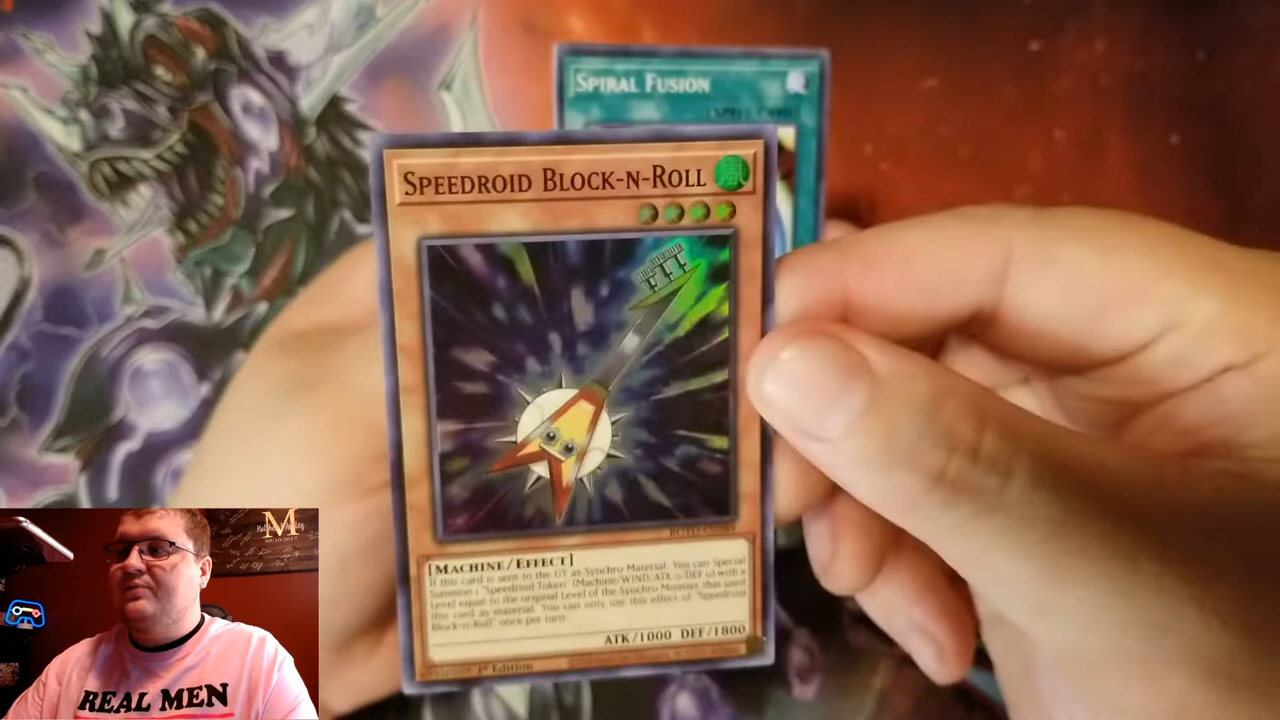 SPIRAL FUSION
SPELL CARD
SPEEDROID BLOCK-N-ROLL
風
[MACHINE/EFFECT]
If this card is sent to the GY as Synchro Material: You can Special
Summon 1 "Speedroid Token" (Machine/WIND/ATK 0/DEF 0) with a
Level equal to the original Level of the Synchro Monster that used
this card as material. You can only use this effect of "Speedroid
Block-n-Roll" once per turn.
ATK/1000 DEF/1800
1st Edition
M
REAL MEN